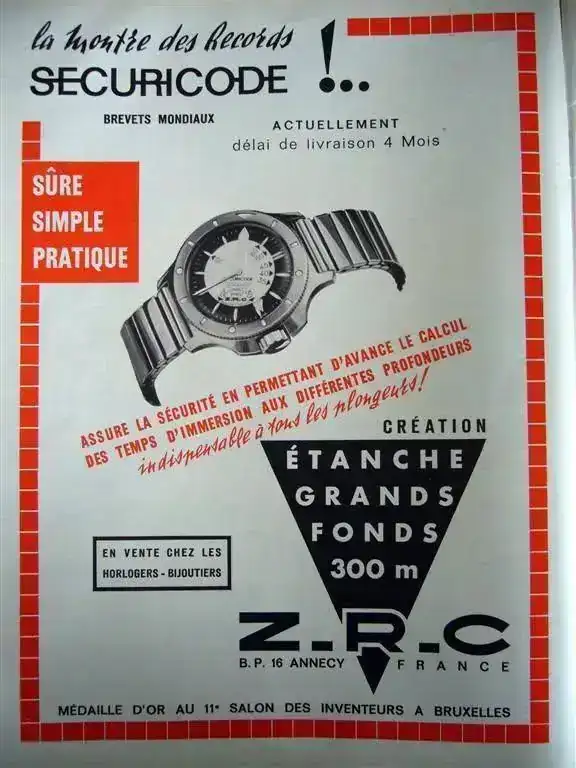 la montre des Records
SECURICODE !...
BREVETS MONDIAUX
ACTUELLEMENT
délai de livraison 4 Mois
SÛRE
SIMPLE
PRATIQUE
Z.R.C
ASSURE LA SÉCURITÉ EN PERMETTANT D'AVANCE LE CALCUL
DES TEMPS D'IMMERSION AUX DIFFÉRENTES PROFONDEURS
indispensable à tous les plongeurs!
CRÉATION
ÉTANCHE
GRANDS
FONDS
300 m
EN VENTE CHEZ LES
HORLOGERS - BIJOUTIERS
Z.R.C
B.P. 16 ANNECY FRANCE
MÉDAILLE D'OR AU 11e SALON DES INVENTEURS A BRUXELLES